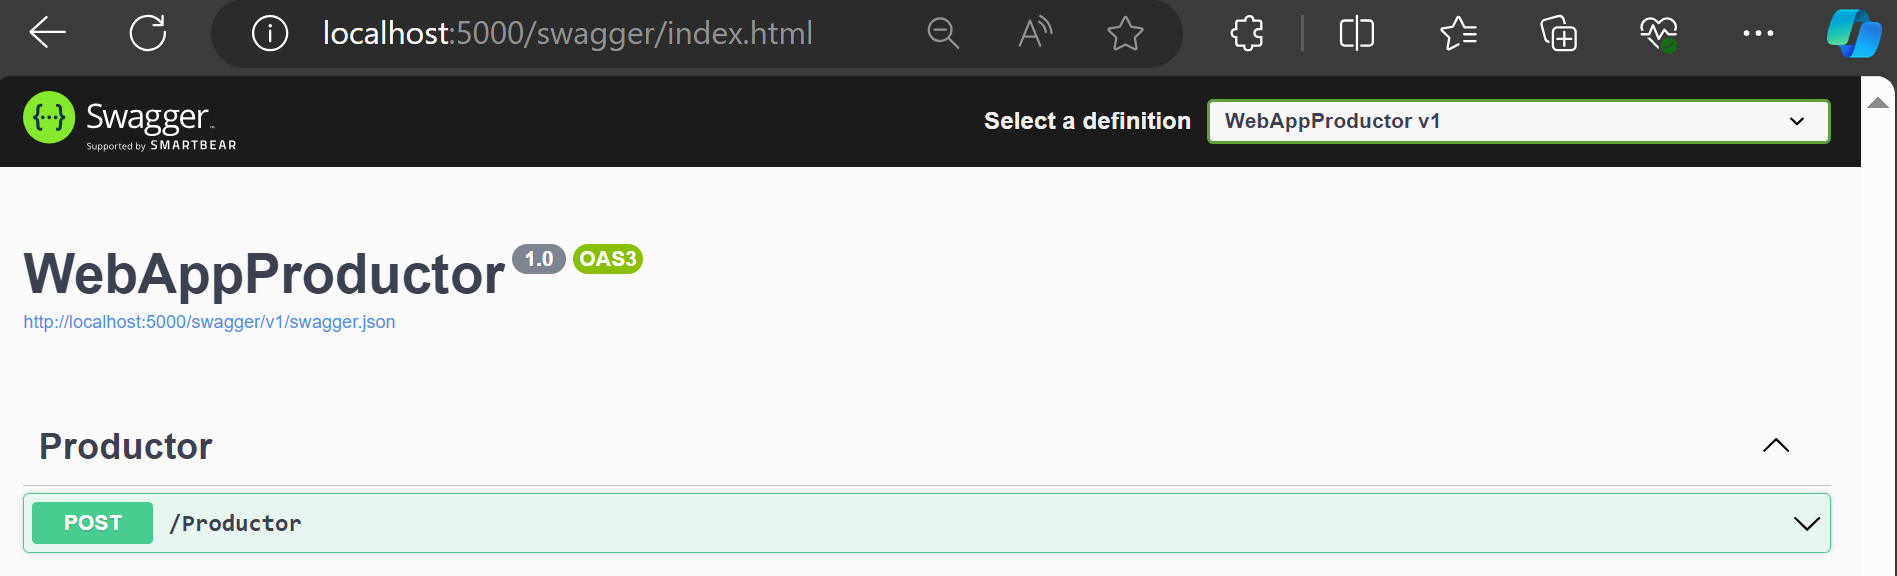 localhost:5000/swagger/index.html
Swagger
Supported by SMARTBEAR
Select a definition
WebAppProductor v1
WebAppProductor 1.0 OAS3
http://localhost:5000/swagger/v1/swagger.json
Productor
POST /Productor